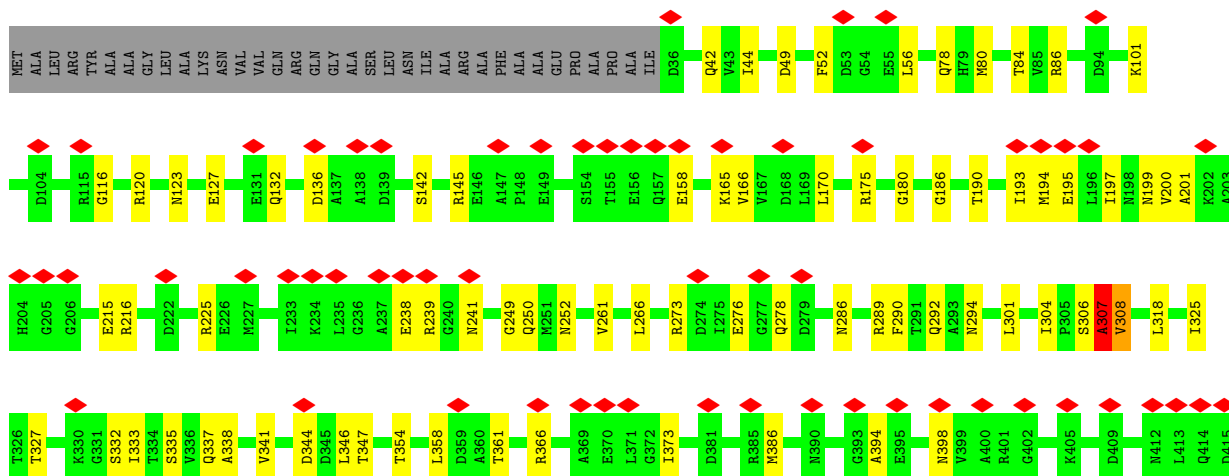 MET ALA LEU ARG TYR ALA ALA GLY LEU ALA LYS ASN VAL VAL GLN ARG GLN GLY ALA SER LEU ASN ILE ALA ARG ALA PHE ALA ALA GLU PRO ALA PRO ALA ILE D36 Q42 V43 I44 D49 F52 D53 G54 E55 L56 Q78 H79 M80 T84 V85 R86 D94 K101
D104 R115 G116 R120 N123 E127 E131 Q132 D136 A137 A138 D139 S142 R145 E146 A147 P148 E149 S154 T155 E156 Q157 E158 K165 V166 V167 D168 L169 L170 R175 G180 G186 T190 I193 M194 E195 L196 I197 N198 N199 V200 A201 K202 A203
H204 G205 G206 E215 R216 D222 R225 E226 N227 I233 K234 L235 G236 A237 E238 R239 G240 N241 G249 Q250 M251 N252 V261 L266 R273 D274 I275 E276 G277 Q278 D279 N286 R289 F290 T291 Q292 A293 N294 L301 I304 P305 S306 A307 V308 L318 I325
T326 T327 K330 G331 S332 I333 T334 S335 V336 Q337 A338 V341 D344 D345 L346 T347 T354 L358 D359 A360 T361 R366 A369 E370 L371 G372 I373 D381 R385 M386 N390 G393 A394 E395 N398 V399 A400 R401 G402 K405 D409 N412 L413 Q414 D415